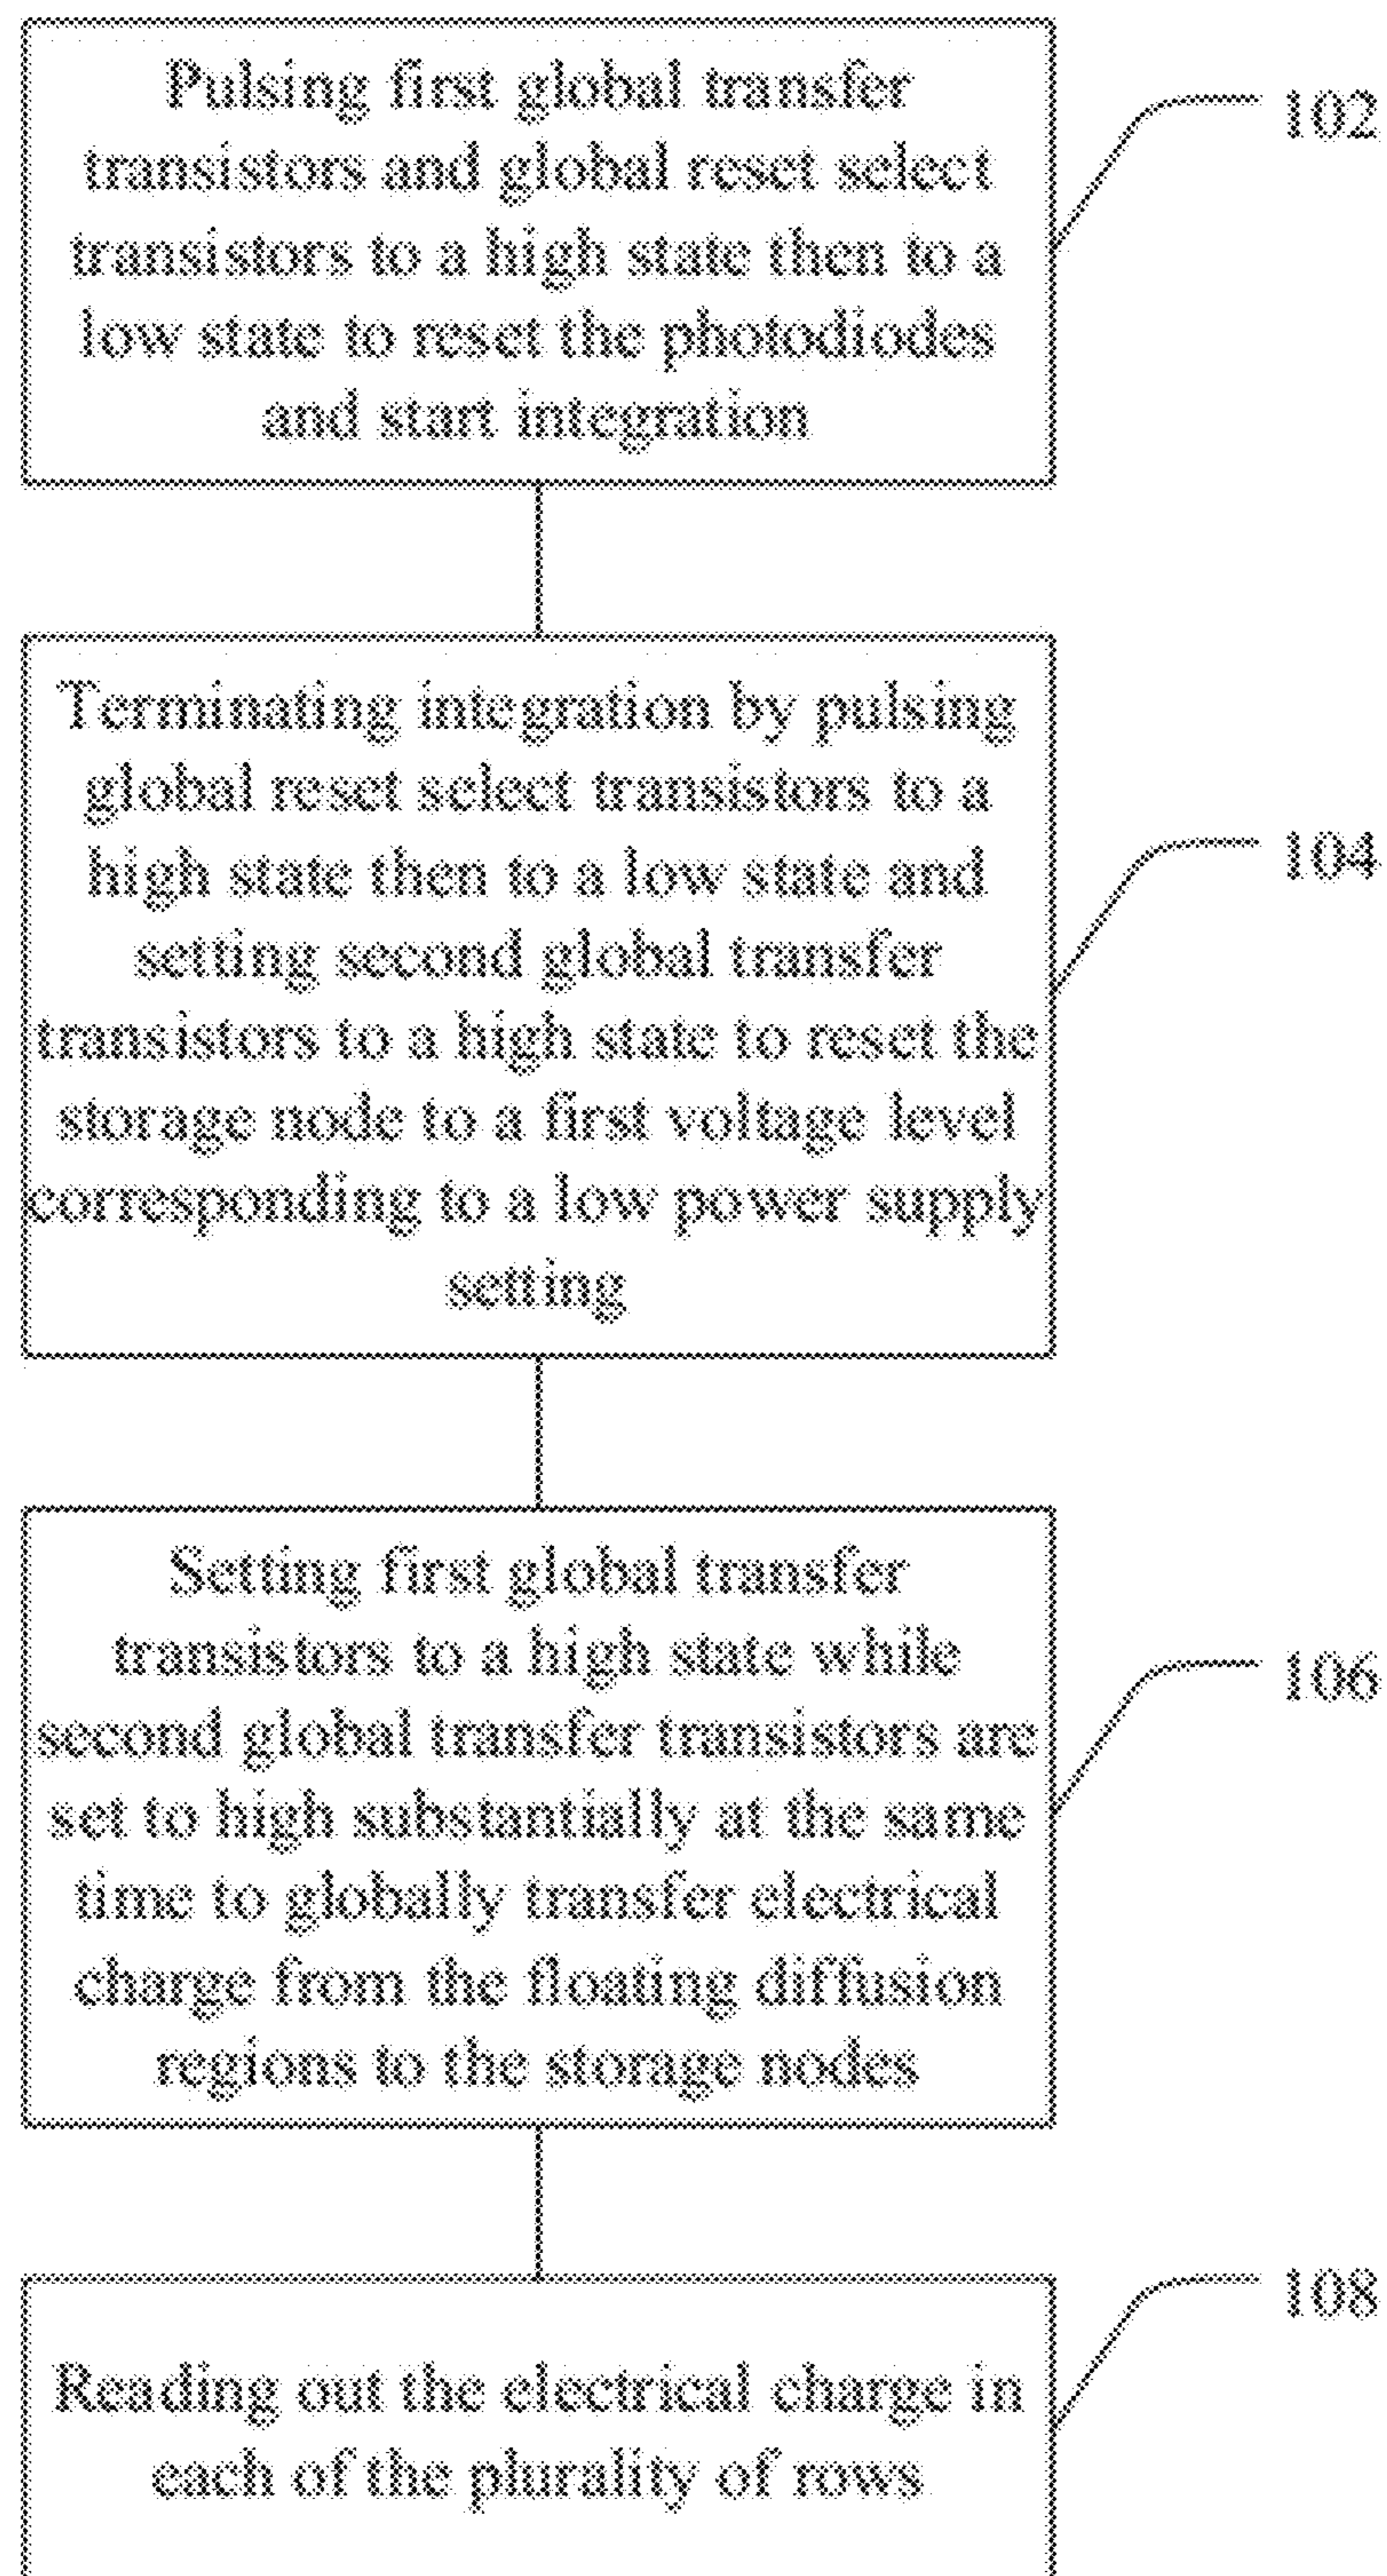 Pulsing first global transfer
transistors and global reset select
transistors to a high state then to a
low state to reset the photodiodes
and start integration
102
Terminating integration by pulsing
global reset select transistors to a
high state then to a low state and
setting second global transfer
transistors to a high state to reset the
storage node to a first voltage level
corresponding to a low power supply
setting
104
Setting first global transfer
transistors to a high state while
second global transfer transistors are
set to high substantially at the same
time to globally transfer electrical
charge from the floating diffusion
regions to the storage nodes
106
Reading out the electrical charge in
each of the plurality of rows
108